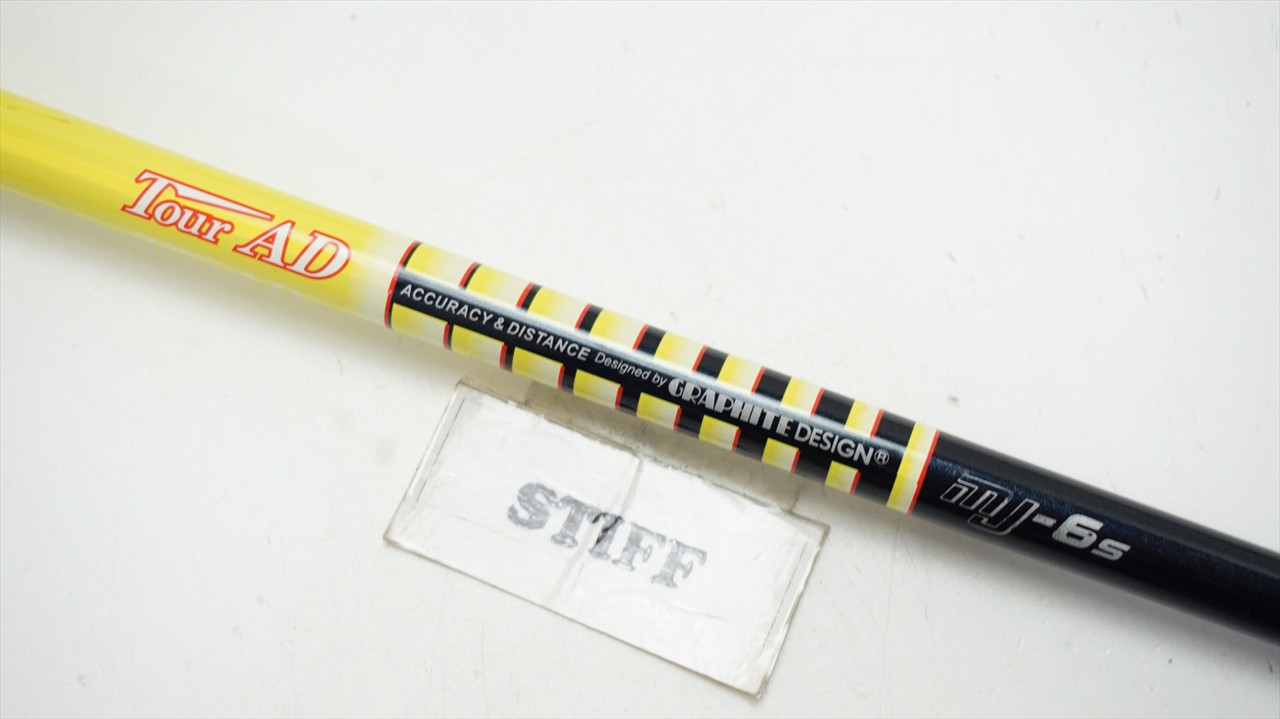 Tour AD
ACCURACY & DISTANCE Designed by GRAPHITE DESIGN®
MJ-6s
STIFF